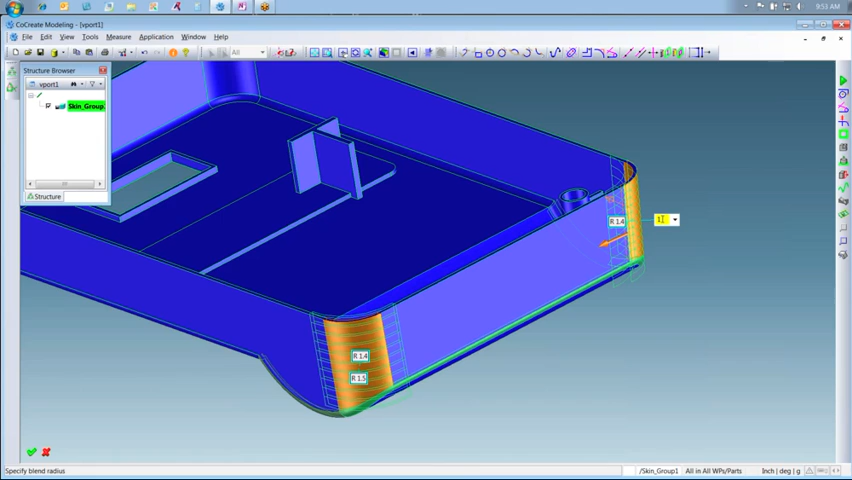 9:53 AM
CoCreate Modeling - [vport1]
File Edit View Tools Measure Application Window Help
All
Structure Browser
vport1
Skin_Group
Structure
R 1.4
1
R 1.4
R 1.5
Specify blend radius
/Skin_Group1 All in All WPs/Parts Inch | deg | g